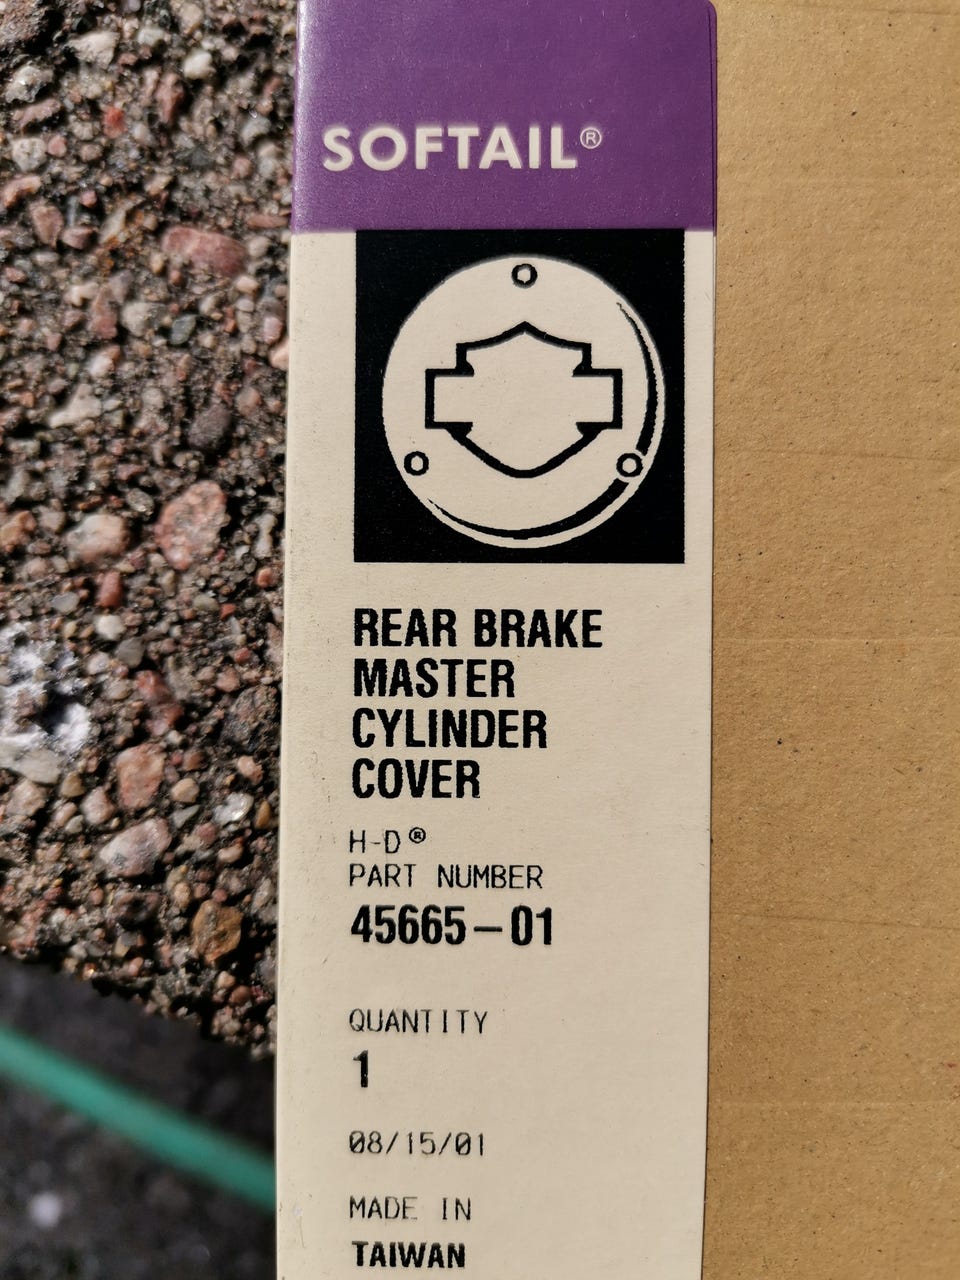 SOFTAIL®
REAR BRAKE
MASTER
CYLINDER
COVER
H-D®
PART NUMBER
45665-01
QUANTITY
1
08/15/01
MADE IN
TAIWAN